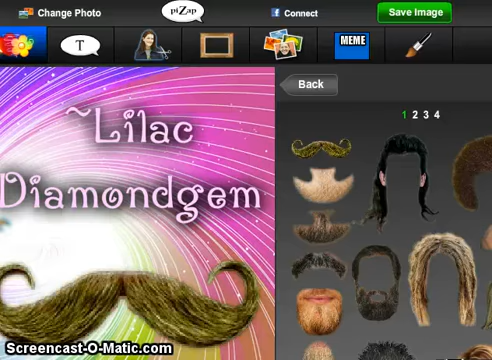 Change Photo
piZap
Connect
Save Image
T
MEME
Back
1 2 3 4
~Lilac
Diamondgem
Screencast-O-Matic.com